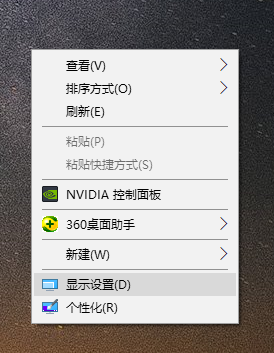 查看(V)
排序方式(O)
刷新(E)
粘贴(P)
粘贴快捷方式(S)
NVIDIA 控制面板
360桌面助手
新建(W)
显示设置(D)
个性化(R)